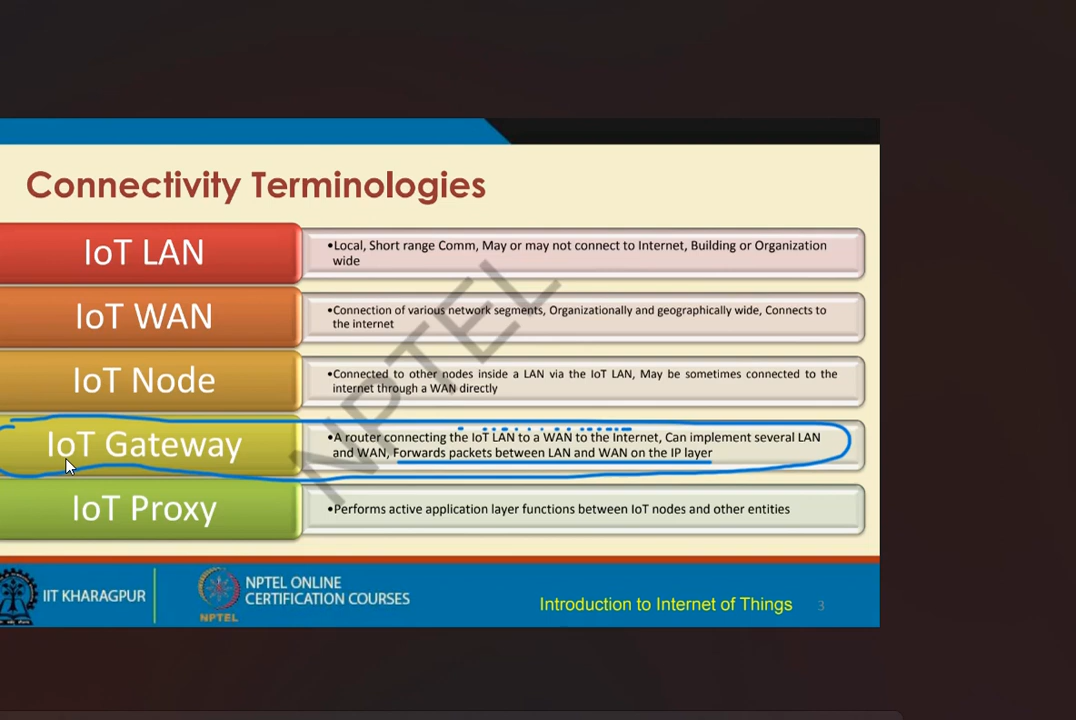 Connectivity Terminologies
IoT LAN
•Local, Short range Comm, May or may not connect to Internet, Building or Organization
wide
IoT WAN
•Connection of various network segments, Organizationally and geographically wide, Connects to
the internet
IoT Node
•Connected to other nodes inside a LAN via the IoT LAN, May be sometimes connected to the
internet through a WAN directly
IoT Gateway
•A router connecting the IoT LAN to a WAN to the Internet, Can implement several LAN
and WAN, Forwards packets between LAN and WAN on the IP layer
IoT Proxy
•Performs active application layer functions between IoT nodes and other entities
NPTEL
IIT KHARAGPUR
NPTEL
NPTEL ONLINE
CERTIFICATION COURSES
Introduction to Internet of Things
3